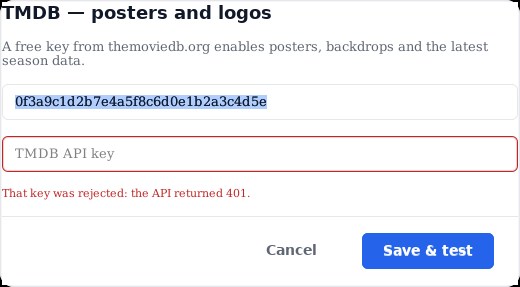 TMDB — posters and logos
A free key from themoviedb.org enables posters, backdrops and the latest
season data.
0f3a9c1d2b7e4a5f8c6d0e1b2a3c4d5e
TMDB API key
That key was rejected: the API returned 401.
Cancel
Save & test